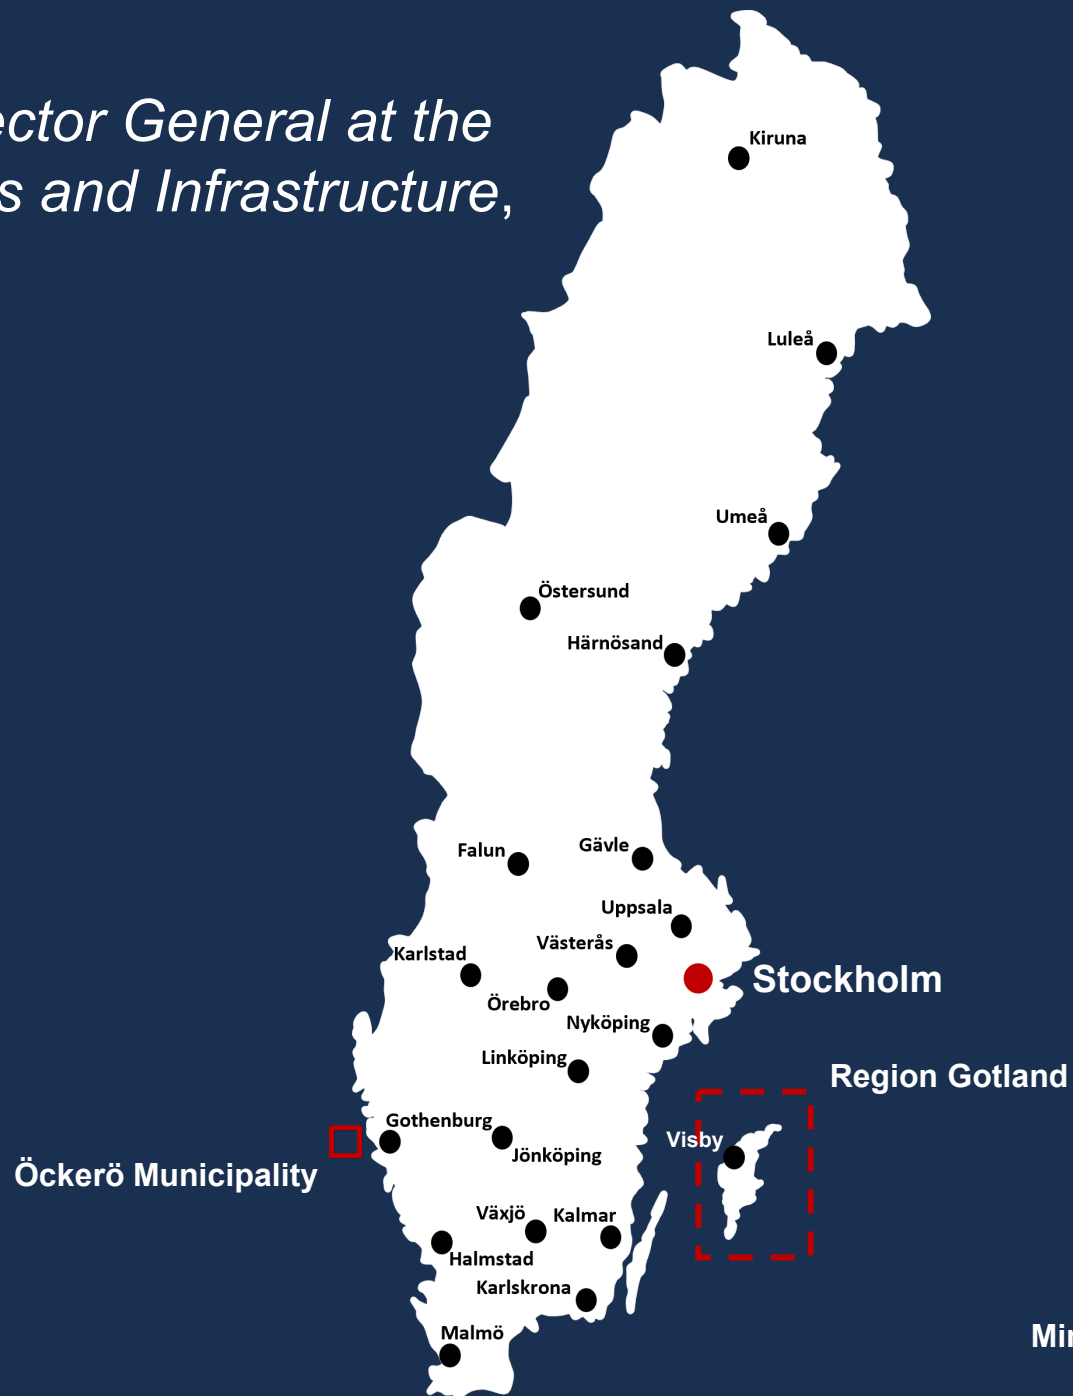 ector General at the
s and Infrastructure,
Kiruna
Luleå
Umeå
Östersund
Härnösand
Falun
Gävle
Uppsala
Västerås
Karlstad
Stockholm
Örebro
Nyköping
Linköping
Region Gotland
Gothenburg
Visby
Jönköping
Öckerö Municipality
Växjö
Kalmar
Halmstad
Karlskrona
Malmö